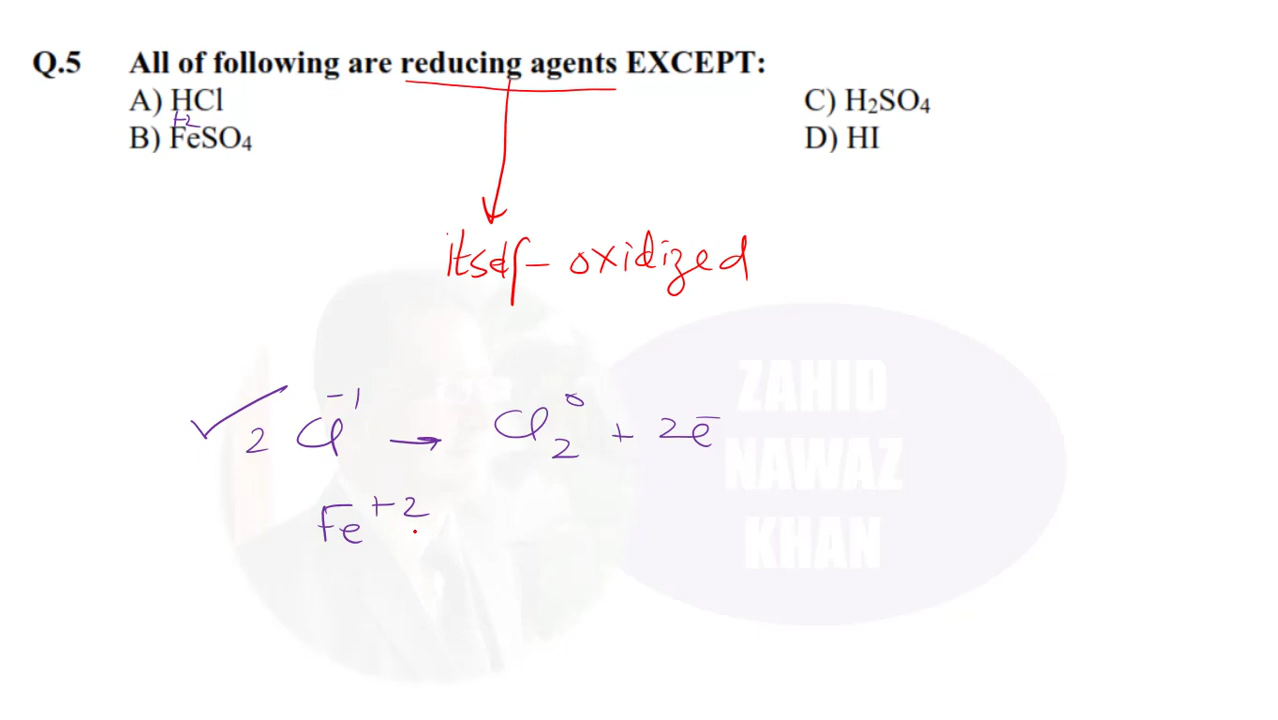 Q.5 All of following are reducing agents EXCEPT:
A) HCl
C) H₂SO₄
+2
B) FeSO₄
D) HI
itself - oxidized
2 Cl⁻¹ → Cl₂⁰ + 2e̅
Fe⁺²
ZAHID
NAWAZ
KHAN